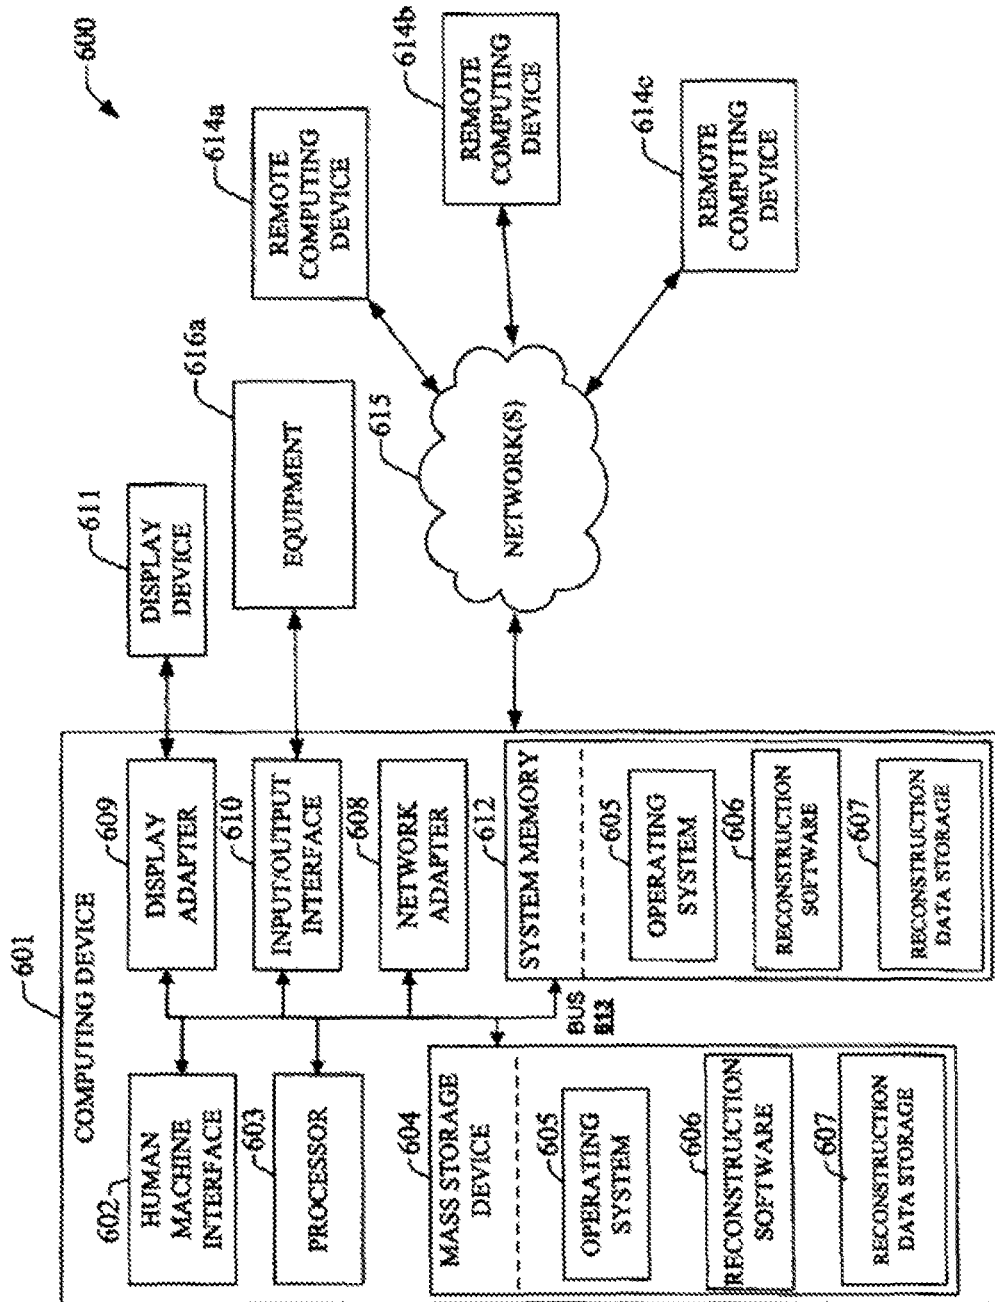 600
601
COMPUTING DEVICE
602
HUMAN
MACHINE
INTERFACE
603
PROCESSOR
604
MASS STORAGE
DEVICE
605
OPERATING
SYSTEM
606
RECONSTRUCTION
SOFTWARE
607
RECONSTRUCTION
DATA STORAGE
609
DISPLAY
ADAPTER
610
INPUT/OUTPUT
INTERFACE
608
NETWORK
ADAPTER
BUS
612
SYSTEM MEMORY
605
OPERATING
SYSTEM
606
RECONSTRUCTION
SOFTWARE
607
RECONSTRUCTION
DATA STORAGE
611
DISPLAY
DEVICE
616a
EQUIPMENT
615
NETWORK(S)
614a
REMOTE
COMPUTING
DEVICE
614b
REMOTE
COMPUTING
DEVICE
614c
REMOTE
COMPUTING
DEVICE